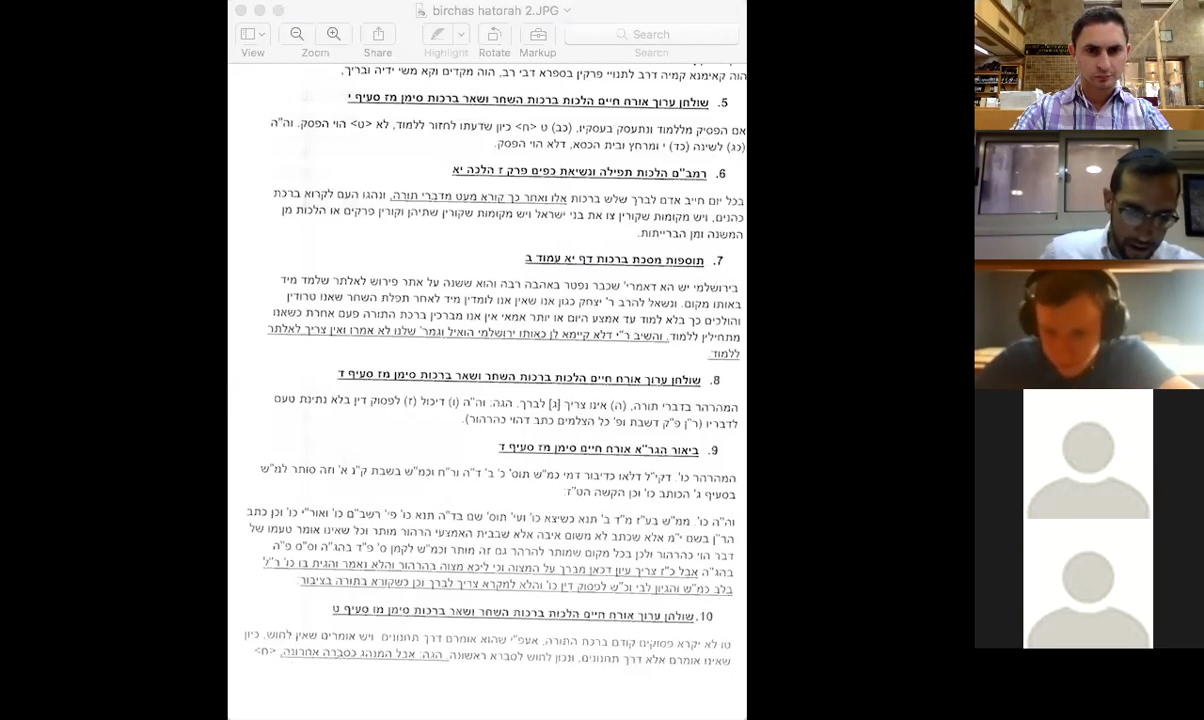 birchas hatorah 2.JPG
View
Zoom
Share
Highlight
Rotate
Markup
Search
Search
הוה קאימנא קמיה דרב לתנויי פרקין בספרא דבי רב, הוה מקדים וקא משי ידיה ובריך,
5. שולחן ערוך אורח חיים הלכות ברכות השחר ושאר ברכות סימן מז סעיף י
אם הפסיק מללמוד ונתעסק בעסקיו, (כב) ט <ח> כיון שדעתו לחזור ללמוד, לא <ט> הוי הפסק. וה"ה
(כג) לשינה (כד) י ומרחץ ובית הכסא, דלא הוי הפסק.
6. רמב"ם הלכות תפילה ונשיאת כפים פרק ז הלכה יא
בכל יום חייב אדם לברך שלש ברכות אלו ואחר כך קורא מעט מדברי תורה, ונהגו העם לקרוא ברכת
כהנים, ויש מקומות שקורין צו את בני ישראל ויש מקומות שקורין שתיהן וקורין פרקים או הלכות מן
המשנה ומן הברייתות.
7. תוספות מסכת ברכות דף יא עמוד ב
בירושלמי יש הא דאמרי' שכבר נפטר באהבה רבה והוא ששנה על אתר פירוש לאלתר שלמד מיד
באותו מקום. ונשאל להרב ר' יצחק כגון אנו שאין אנו לומדין מיד לאחר תפלת השחר שאנו טרודין
והולכים כך בלא למוד עד אמצע היום או יותר אמאי אין אנו מברכין ברכת התורה פעם אחרת כשאנו
מתחילין ללמוד. והשיב ר"י דלא קיימא לן כאותו ירושלמי הואיל וגמר' שלנו לא אמרו ואין צריך לאלתר
ללמוד.
8. שולחן ערוך אורח חיים הלכות ברכות השחר ושאר ברכות סימן מז סעיף ד
המהרהר בדברי תורה, (ה) אינו צריך [ג] לברך. הגה: וה"ה (ו) דיכול (ז) לפסוק דין בלא נתינת טעם
לדבריו (ר"ן פ"ק דשבת ופ' כל הצלמים כתב דהוי כהרהור).
9. ביאור הגר"א אורח חיים סימן מז סעיף ד
המהרהר כו'. דקי"ל דלאו כדיבור דמי כמ"ש תוס' כ' ב' ד"ה ור"ח וכמ"ש בשבת ק"נ א' וזה סותר למ"ש
בסעיף ג' הכותב כו' וכן הקשה הט"ז:
וה"ה כו'. ממ"ש בע"ז מ"ד ב' תנא כשיצא כו' ועי' תוס' שם בד"ה תנא כו' פי' רשב"ם כו' ואור"י כו' וכן כתב
הר"ן בשם י"מ אלא שכתב לא משום איבה אלא שבבית האמצעי הרהור מותר וכל שאינו אומר טעמו של
דבר הוי כהרהור ולכן בכל מקום שמותר להרהר גם זה מותר וכמ"ש לקמן ס' פ"ד בהג"ה וס"ס פ"ה
בהג"ה אבל כ"ז צריך עיון דכאן מברך על המצוה וכי ליכא מצוה בהרהור והלא נאמר והגית בו כו' ר"ל
בלב כמ"ש והגיון לבי וכ"ש לפסוק דין כו' והלא למקרא צריך לברך וכן כשקורא בתורה בציבור:
10. שולחן ערוך אורח חיים הלכות ברכות השחר ושאר ברכות סימן מו סעיף ט
טו לא יקרא פסוקים קודם ברכת התורה, אעפ"י שהוא אומרם דרך תחנונים. ויש אומרים שאין לחוש, כיון
שאינו אומרם אלא דרך תחנונים, ונכון לחוש לסברא ראשונה. הגה: אבל המנהג כסברה אחרונה, <ח>